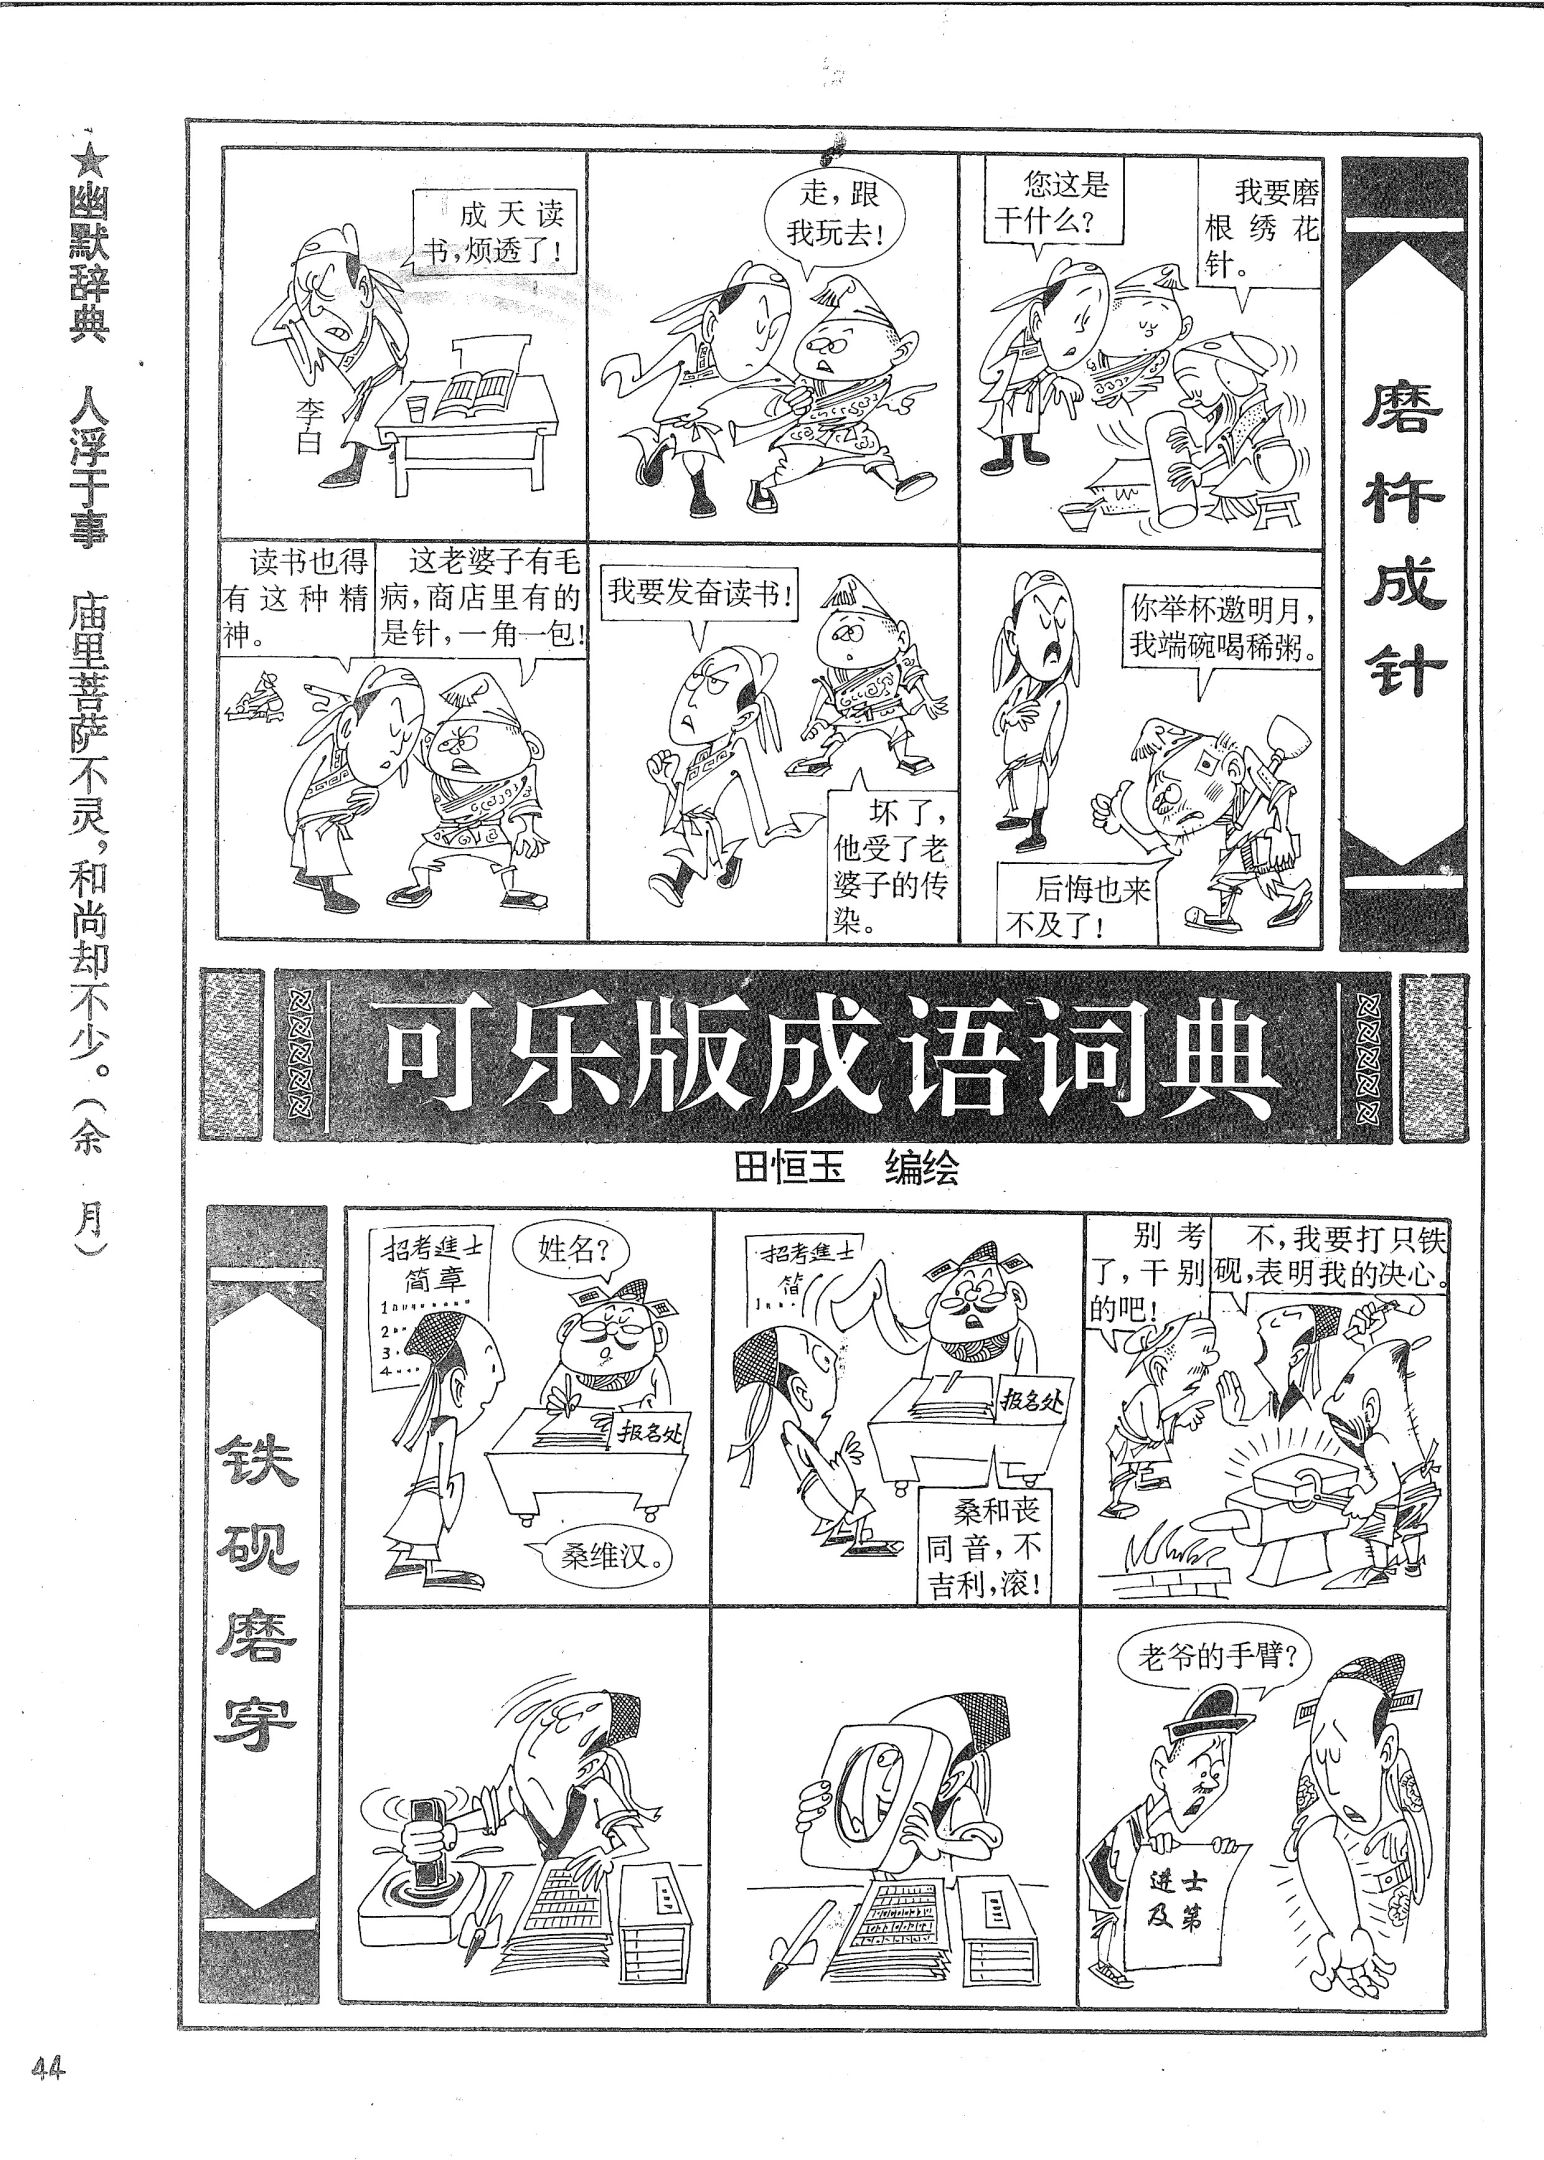 ★幽默辞典　人浮于事　庙里菩萨不灵，和尚却不少。（余　月）
磨杵成针
成天读
书，烦透了！
李白
走，跟
我玩去！
您这是
干什么？
我要磨
根绣花
针。
读书也得
有这种精
神。
这老婆子有毛
病，商店里有的
是针，一角一包！
我要发奋读书！
坏了，
他受了老
婆子的传
染。
你举杯邀明月，
我端碗喝稀粥。
后悔也来
不及了！
可乐版成语词典
田恒玉　编绘
铁砚磨穿
招考進士
简章
1
2
3
4
姓名？
报名处
桑维汉。
招考進士
简
1
报名处
桑和丧
同音，不
吉利，滚！
别考
了，干别
的吧！
不，我要打只铁
砚，表明我的决心。
老爷的手臂？
进士
及第
44